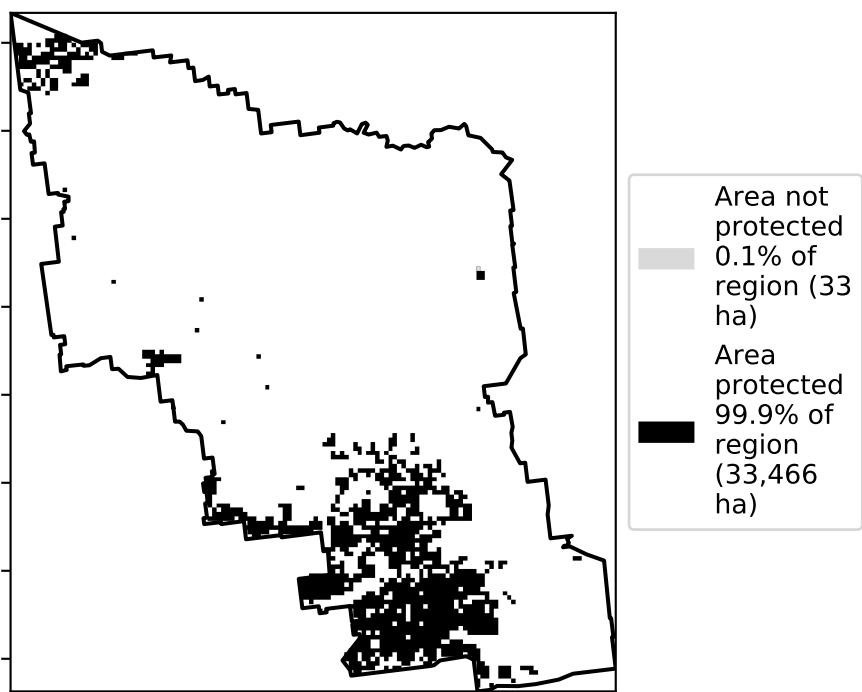 Area not
protected
0.1% of
region (33
ha)
Area
protected
99.9% of
region
(33,466
ha)